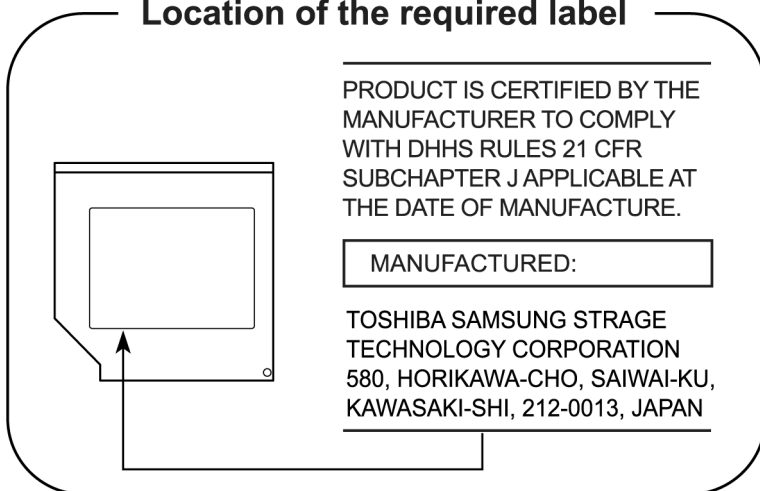 Location of the required label
PRODUCT IS CERTIFIED BY THE
MANUFACTURER TO COMPLY
WITH DHHS RULES 21 CFR
SUBCHAPTER J APPLICABLE AT
THE DATE OF MANUFACTURE.
MANUFACTURED:
TOSHIBA SAMSUNG STRAGE
TECHNOLOGY CORPORATION
580, HORIKAWA-CHO, SAIWAI-KU,
KAWASAKI-SHI, 212-0013, JAPAN